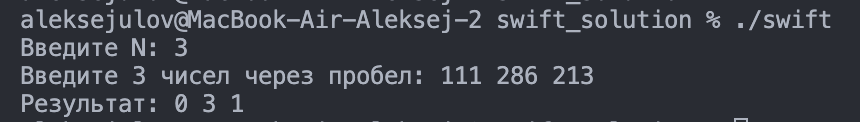 aleksejulov@MacBook-Air-Aleksej-2 swift_solution % ./swift
Введите N: 3
Введите 3 чисел через пробел: 111 286 213
Результат: 0 3 1